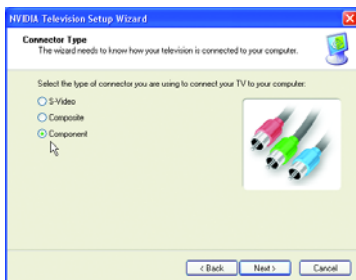 NVIDIA Television Setup Wizard
Connector Type
The wizard needs to know how your television is connected to your computer.
Select the type of connector you are using to connect your TV to your computer:
S-Video
Composite
Component
< Back
Next >
Cancel